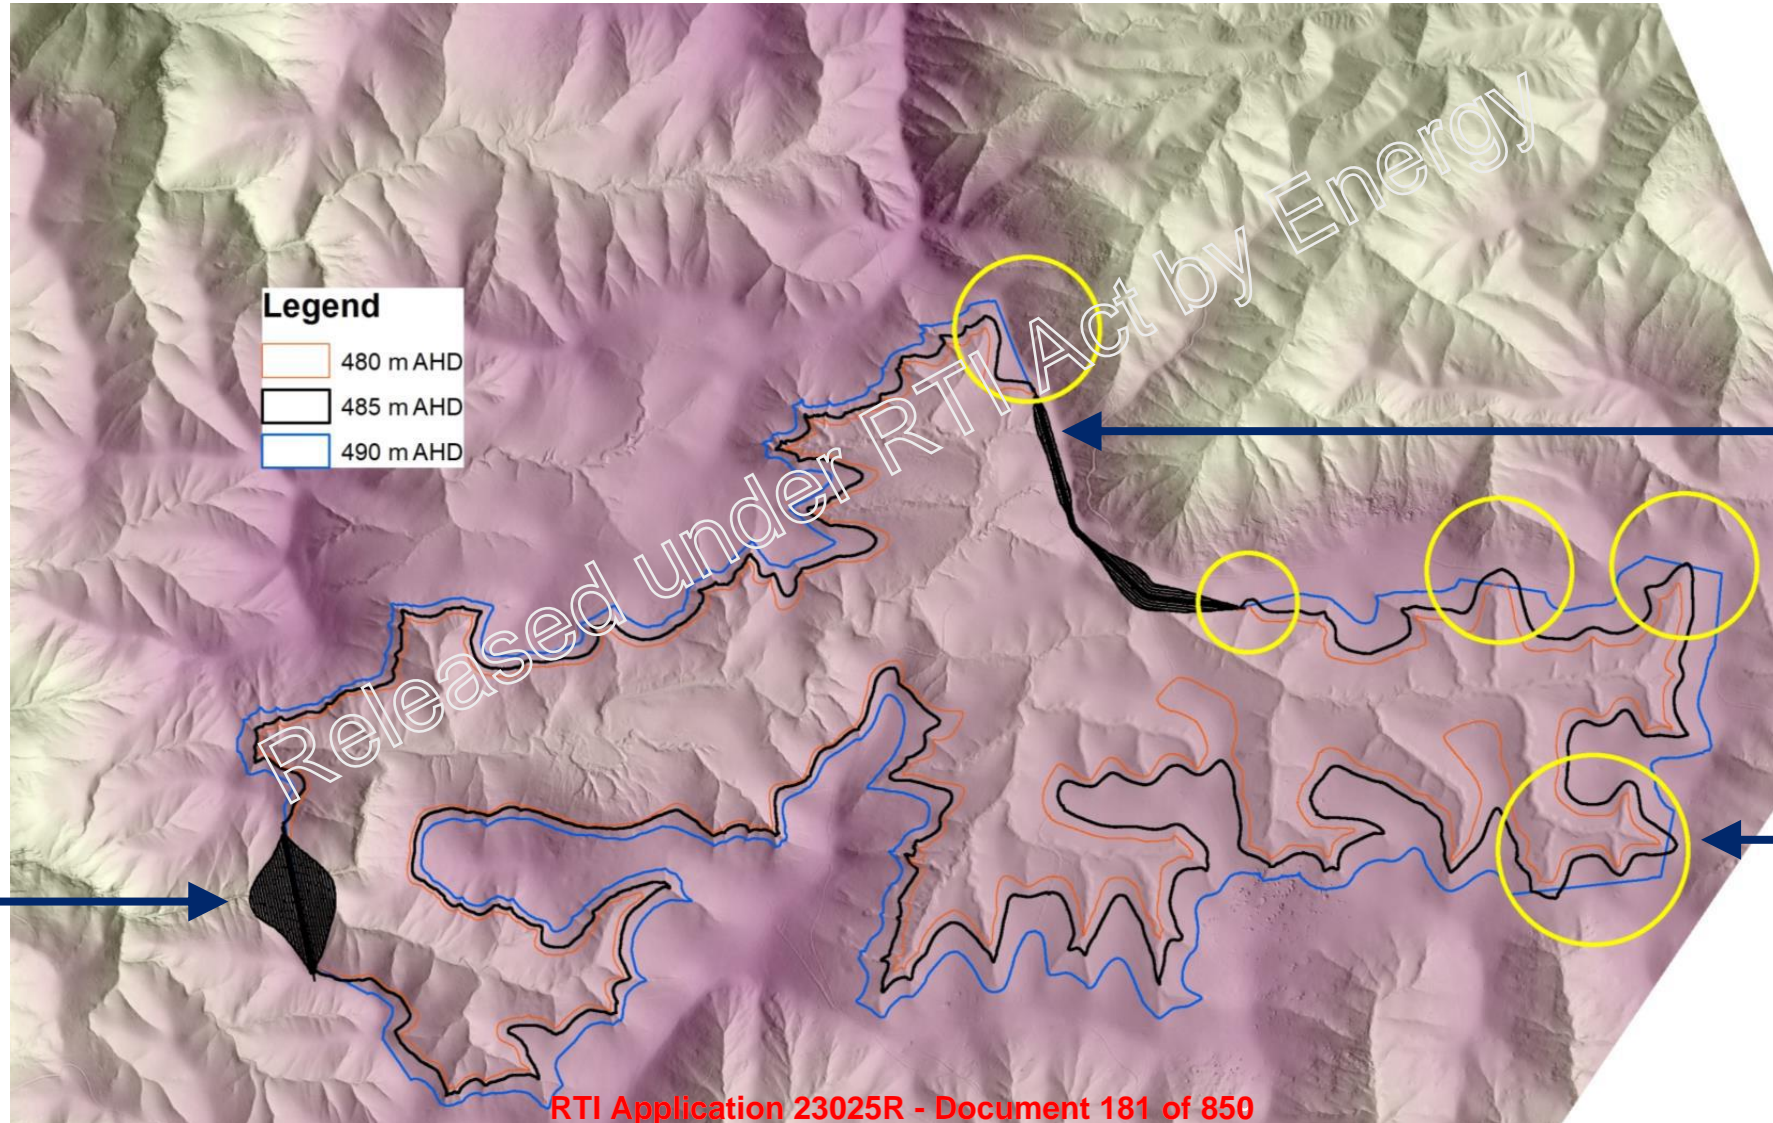 Released under RTI Act by Energy
Legend
480 m AHD
485 m AHD
490 m AHD
RTI Application 23025R - Document 181 of 850